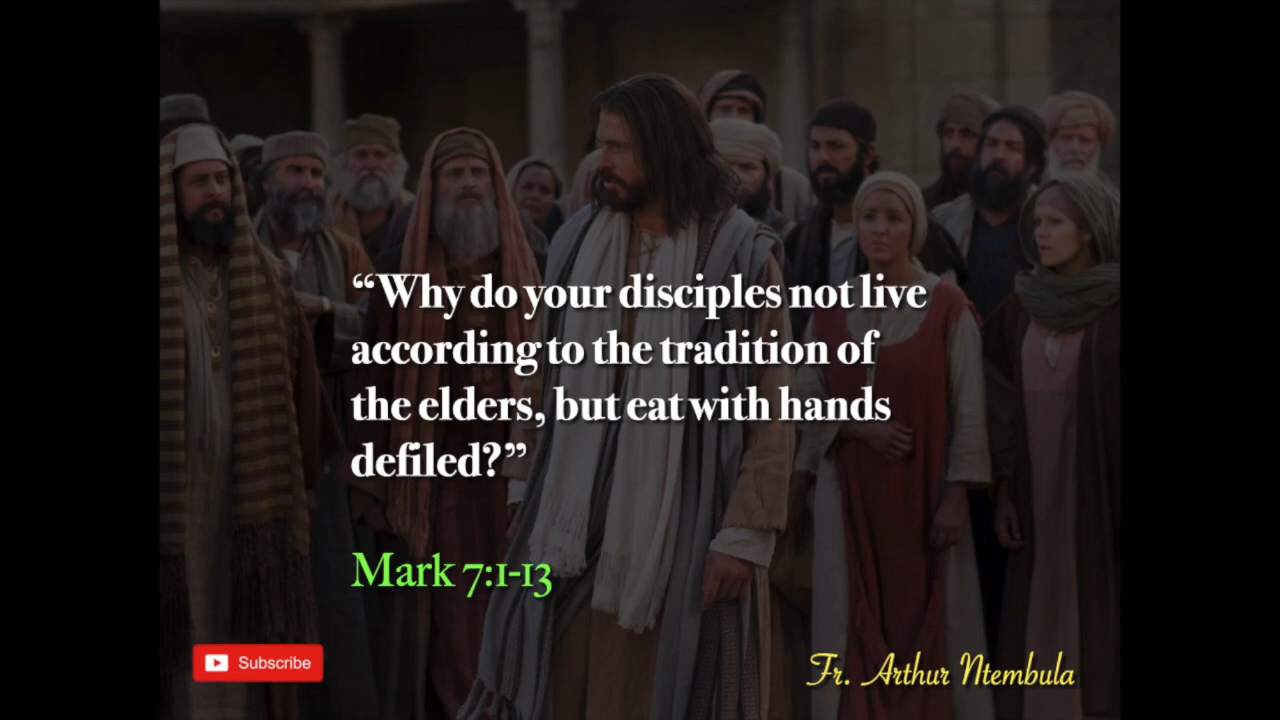 “Why do your disciples not live
according to the tradition of
the elders, but eat with hands
defiled?”
Mark 7:1-13
Subscribe
Fr. Arthur Ntembula